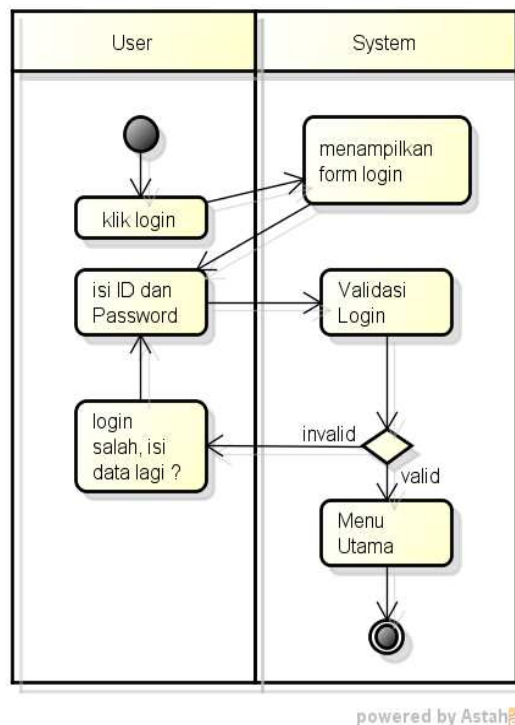 User
System
menampilkan
form login
klik login
isi ID dan
Password
Validasi
Login
login
salah, isi
data lagi ?
invalid
valid
Menu
Utama
powered by Astah